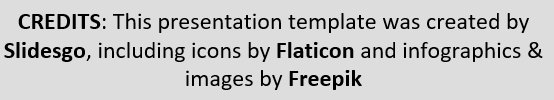 CREDITS: This presentation template was created by
Slidesgo, including icons by Flaticon and infographics &
images by Freepik